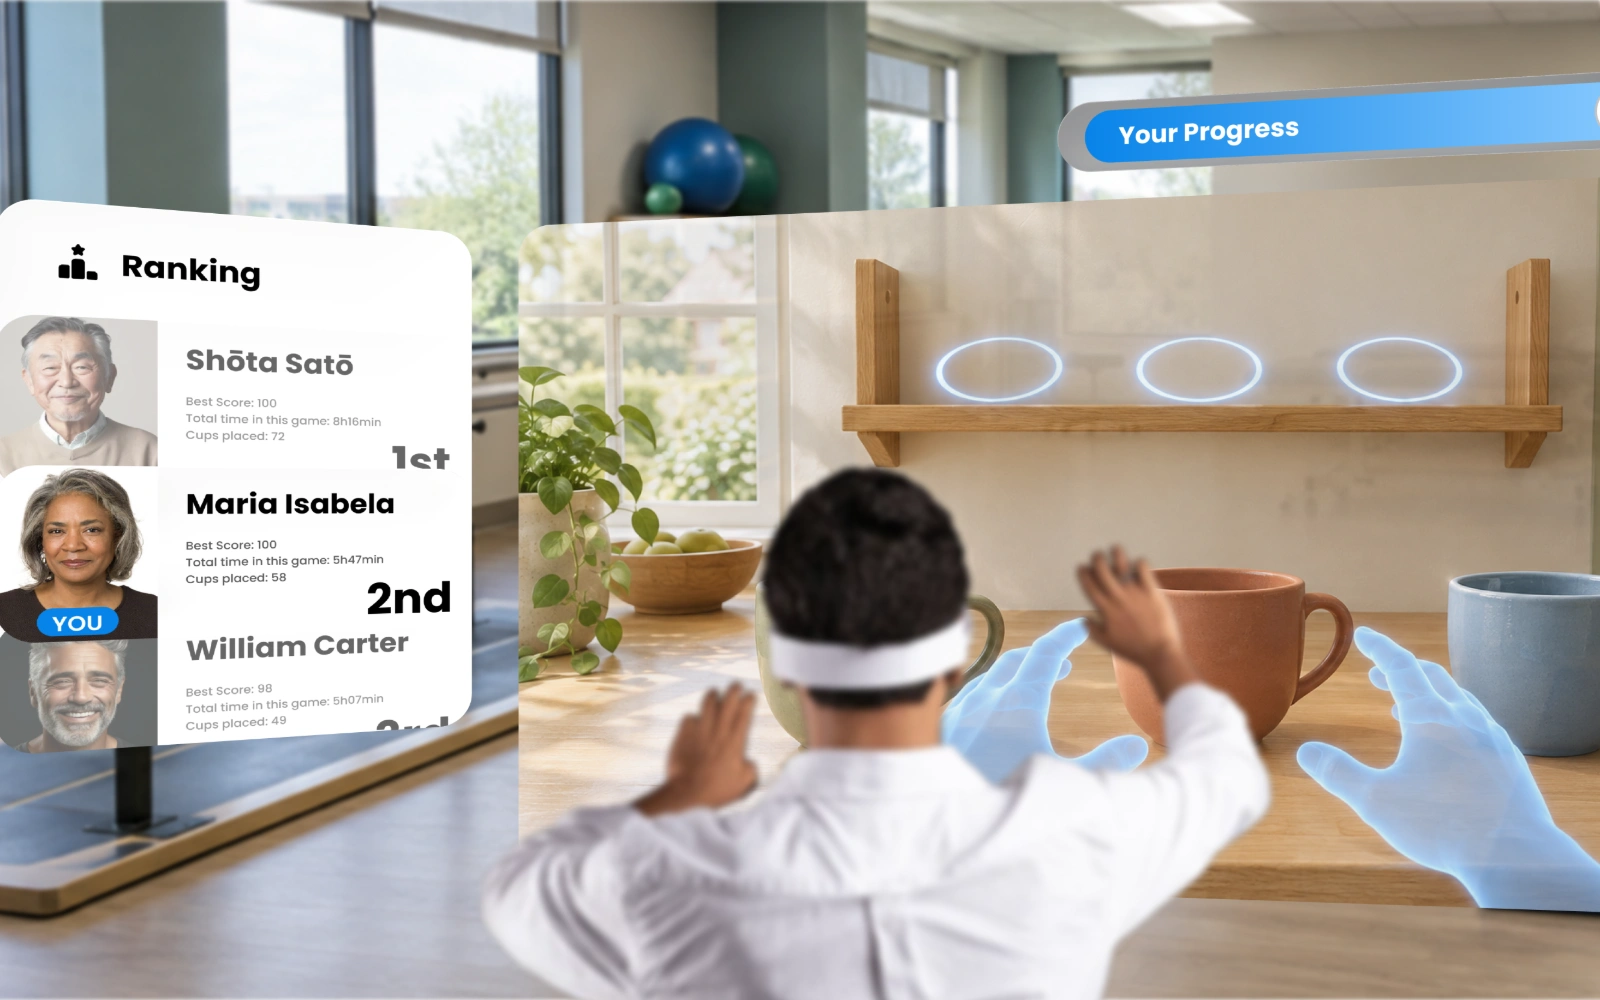 Your Progress
Ranking
Shōta Satō
Best Score: 100
Total time in this game: 8h16min
Cups placed: 72
1st
Maria Isabela
Best Score: 100
Total time in this game: 5h47min
Cups placed: 58
2nd
YOU
William Carter
Best Score: 98
Total time in this game: 5h07min
Cups placed: 49
3rd